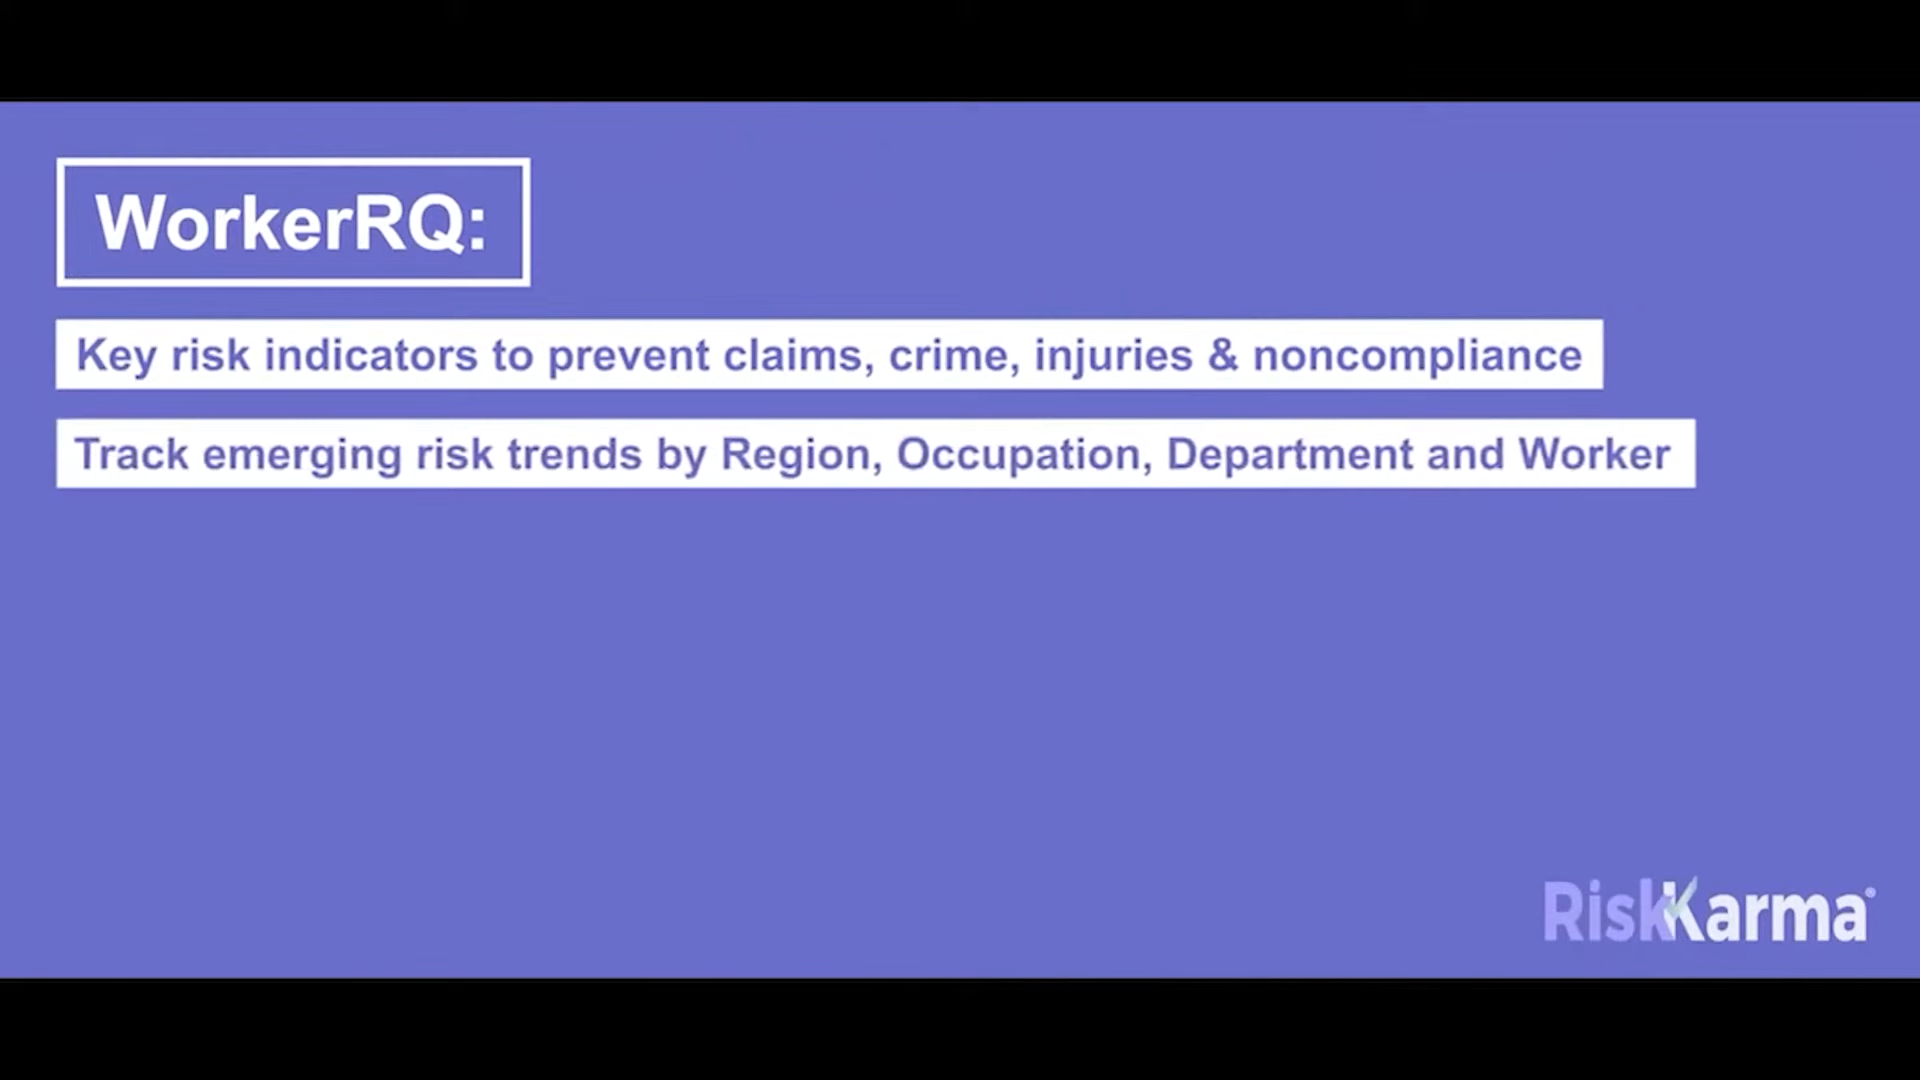 WorkerRQ:
Key risk indicators to prevent claims, crime, injuries & noncompliance
Track emerging risk trends by Region, Occupation, Department and Worker
RiskKarma®